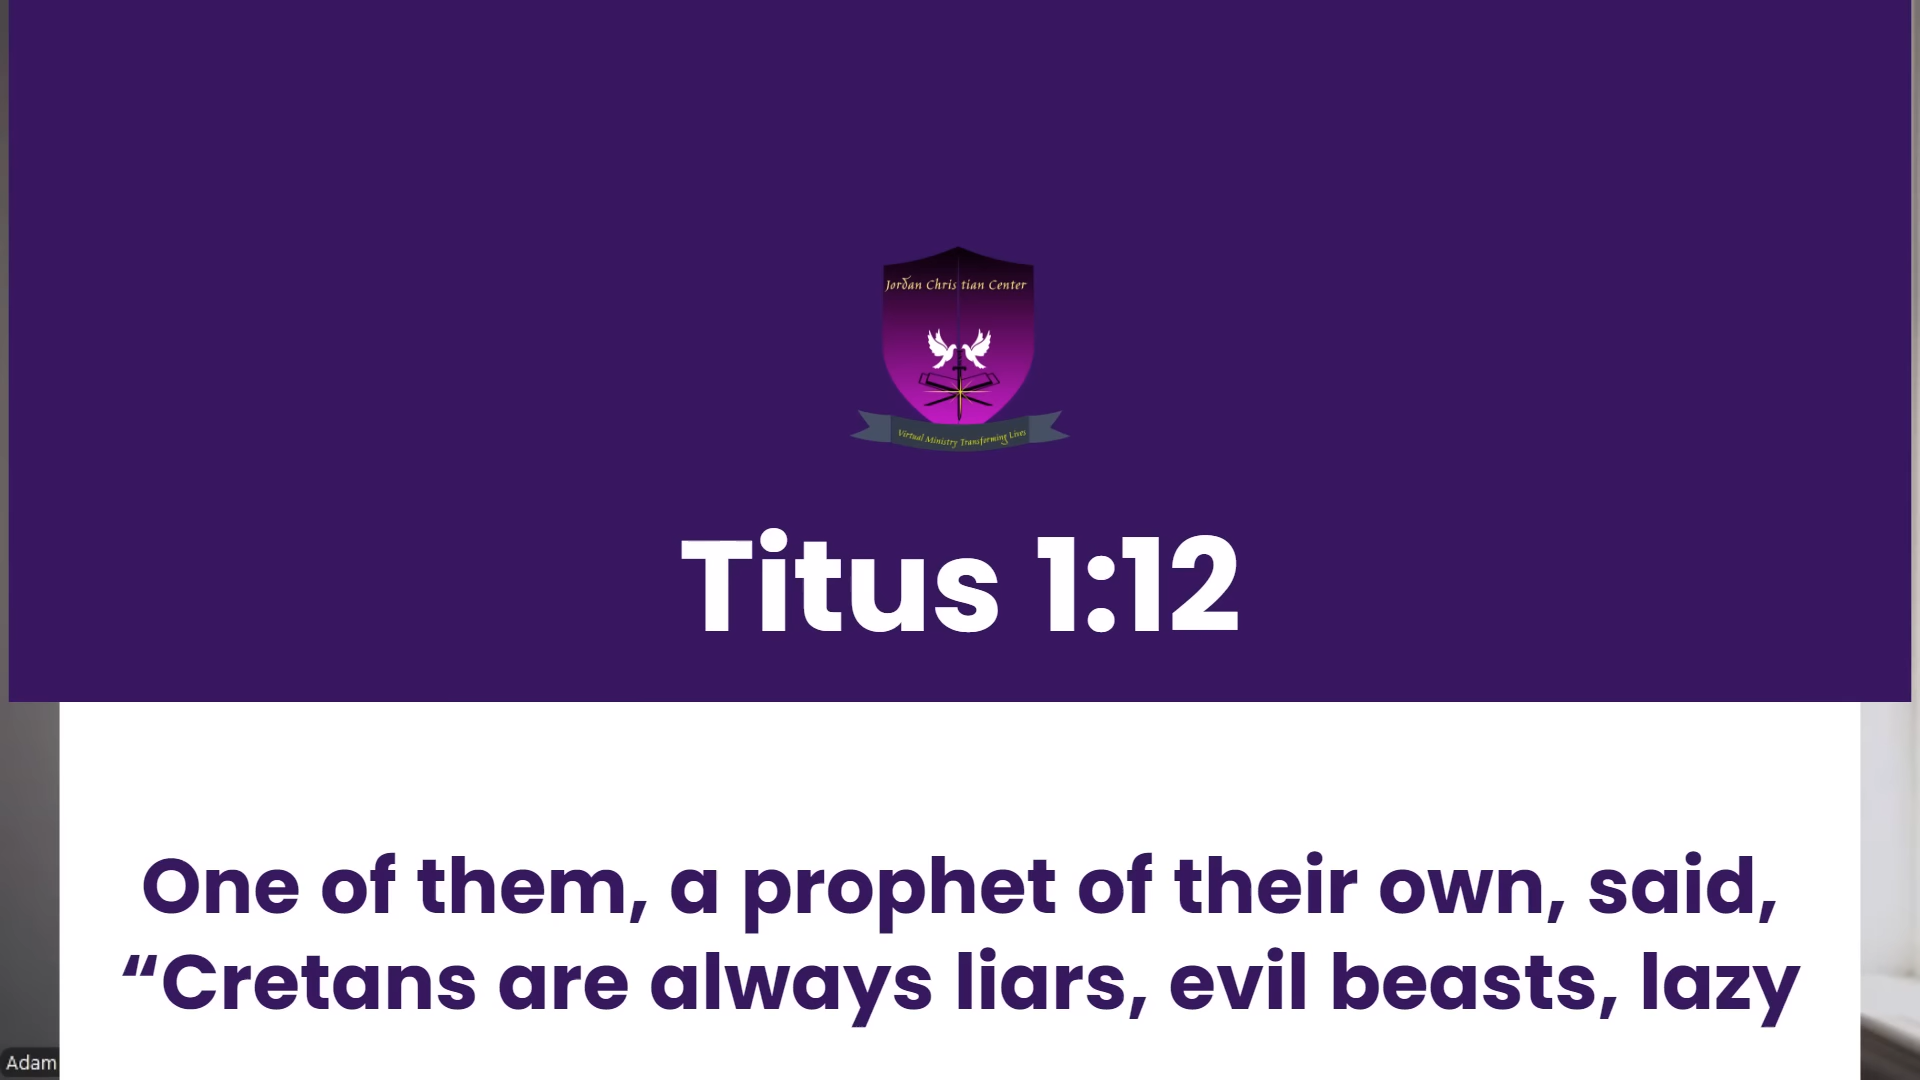 Jordan Christian Center
Virtual Ministry Transforming Lives
Titus 1:12
One of them, a prophet of their own, said,
“Cretans are always liars, evil beasts, lazy
Adam